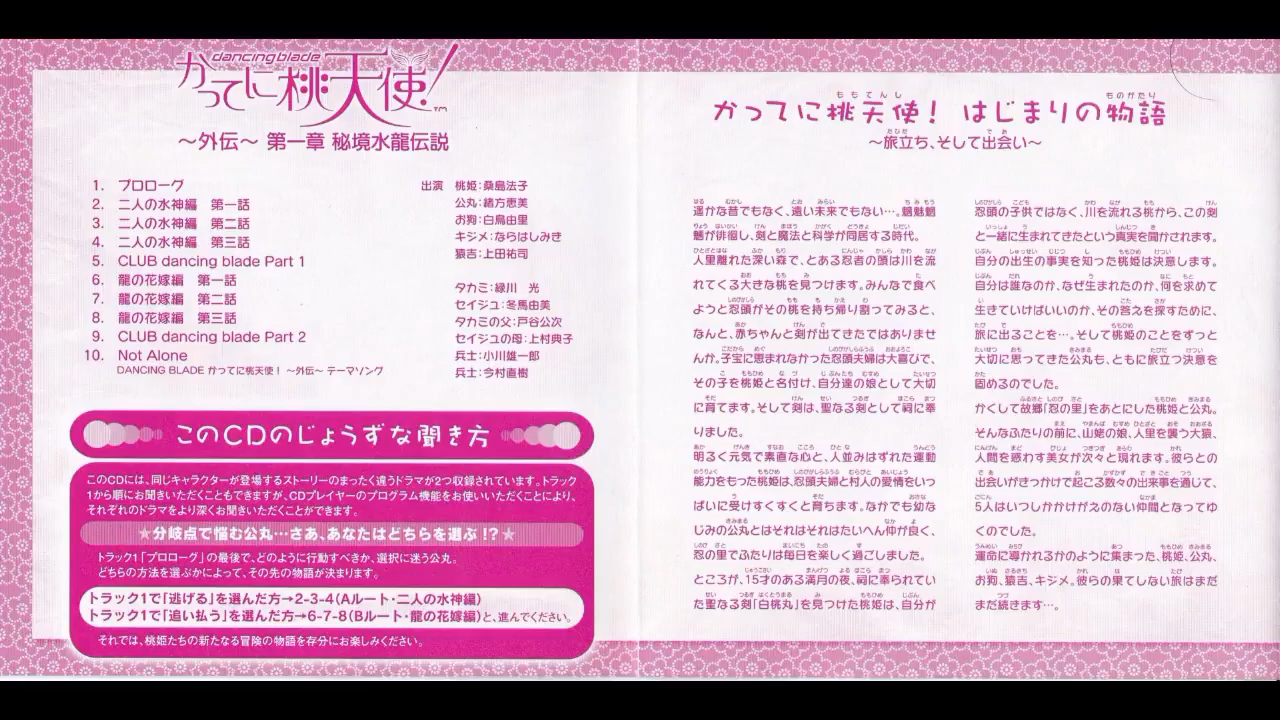 dancing blade
かってに桃天使!™
～外伝～ 第一章 秘境水龍伝説
1. プロローグ
2. 二人の水神編 第一話
3. 二人の水神編 第二話
4. 二人の水神編 第三話
5. CLUB dancing blade Part 1
6. 龍の花嫁編 第一話
7. 龍の花嫁編 第二話
8. 龍の花嫁編 第三話
9. CLUB dancing blade Part 2
10. Not Alone
DANCING BLADE かってに桃天使! ～外伝～ テーマソング
出演 桃姫:桑島法子
公丸:緒方恵美
お狗:白鳥由里
キジメ:ならはしみき
猿吉:上田祐司
タカミ:緑川 光
セイジュ:冬馬由美
タカミの父:戸谷公次
セイジュの母:上村典子
兵士:小川雄一郎
兵士:今村直樹
このCDのじょうずな聞き方
このCDには、同じキャラクターが登場するストーリーのまったく違うドラマが2つ収録されています。トラック
1から順にお聞きいただくこともできますが、CDプレイヤーのプログラム機能をお使いいただくことにより、
それぞれのドラマをより深くお聞きいただくことができます。
★分岐点で悩む公丸…さあ、あなたはどちらを選ぶ!?★
トラック1「プロローグ」の最後で、どのように行動すべきか、選択に迷う公丸。
どちらの方法を選ぶかによって、その先の物語が決まります。
トラック1で「逃げる」を選んだ方→2-3-4(Aルート・二人の水神編)
トラック1で「追い払う」を選んだ方→6-7-8(Bルート・龍の花嫁編)と、進んでください。
それでは、桃姫たちの新たなる冒険の物語を存分にお楽しみください。
かってに桃天使! はじまりの物語
～旅立ち、そして出会い～
遥かな昔でもなく、遠い未来でもない…。魑魅魍
魎が徘徊し、剣と魔法と科学が同居する時代。
人里離れた深い森で、とある忍者の頭は川を流
れてくる大きな桃を見つけます。みんなで食べ
ようと忍頭がその桃を持ち帰り割ってみると、
なんと、赤ちゃんと剣が出てきたではありませ
んか。子宝に恵まれなかった忍頭夫婦は大喜びで、
その子を桃姫と名付け、自分達の娘として大切
に育てます。そして剣は、聖なる剣として祠に奉
りました。
明るく元気で素直な心と、人並みはずれた運動
能力をもった桃姫は、忍頭夫婦と村人の愛情をいっ
ぱいに受けすくすくと育ちます。なかでも幼な
じみの公丸とはそれはそれはたいへん仲が良く、
忍の里でふたりは毎日を楽しく過ごしました。
ところが、15才のある満月の夜、祠に奉られてい
た聖なる剣「白桃丸」を見つけた桃姫は、自分が
忍頭の子供ではなく、川を流れる桃から、この剣
と一緒に生まれてきたという真実を聞かされます。
自分の出生の事実を知った桃姫は決意します。
自分は誰なのか、なぜ生まれたのか、何を求めて
生きていけばいいのか、その答えを探すために、
旅に出ることを…。そして桃姫のことをずっと
大切に思ってきた公丸も、ともに旅立つ決意を
固めるのでした。
かくして故郷「忍の里」をあとにした桃姫と公丸。
そんなふたりの前に、山姥の娘、人里を襲う大猿、
人間を惑わす美女が次々と現れます。彼らとの
出会いがきっかけで起こる数々の出来事を通じて、
5人はいつしかかけがえのない仲間となってゆ
くのでした。
運命に導かれるかのように集まった、桃姫、公丸、
お狗、猿吉、キジメ。彼らの果てしない旅はまだ
まだ続きます…。